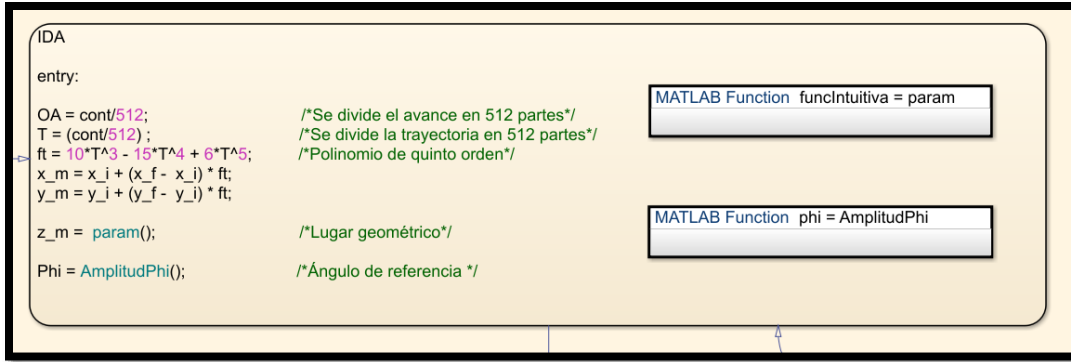 IDA
entry:
OA = cont/512; /*Se divide el avance en 512 partes*/
T = (cont/512) ; /*Se divide la trayectoria en 512 partes*/
ft = 10*T^3 - 15*T^4 + 6*T^5; /*Polinomio de quinto orden*/
x_m = x_i + (x_f - x_i) * ft;
y_m = y_i + (y_f - y_i) * ft;
z_m = param(); /*Lugar geométrico*/
Phi = AmplitudPhi(); /*Ángulo de referencia */
MATLAB Function funcIntuitiva = param
MATLAB Function phi = AmplitudPhi